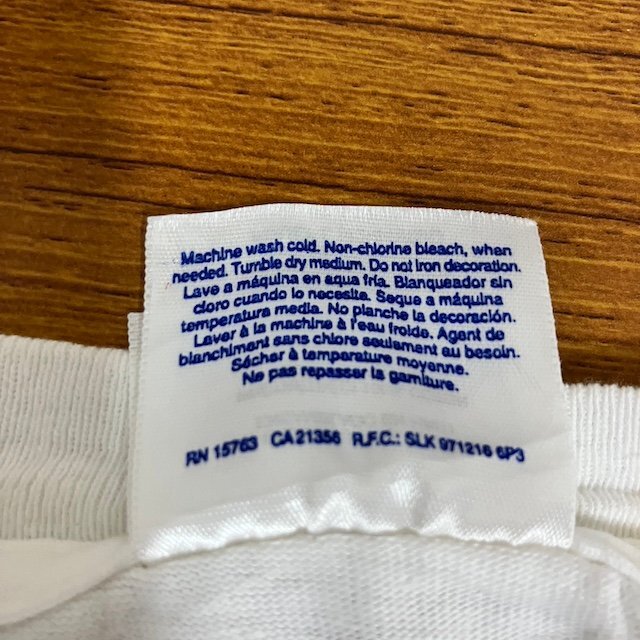 Machine wash cold. Non-chlorine bleach, when
needed. Tumble dry medium. Do not iron decoration.
Lave a máquina en agua fría. Blanqueador sin
cloro cuando lo necesita. Seque a máquina
temperatura media. No planche la decoración.
Laver à la machine à l'eau froide. Agent de
blanchiment sans chlore seulement au besoin.
Sécher à temperature moyenne.
Ne pas repasser la garniture.
RN 15763 CA21356 R.F.C.: SLK 971216 6P3